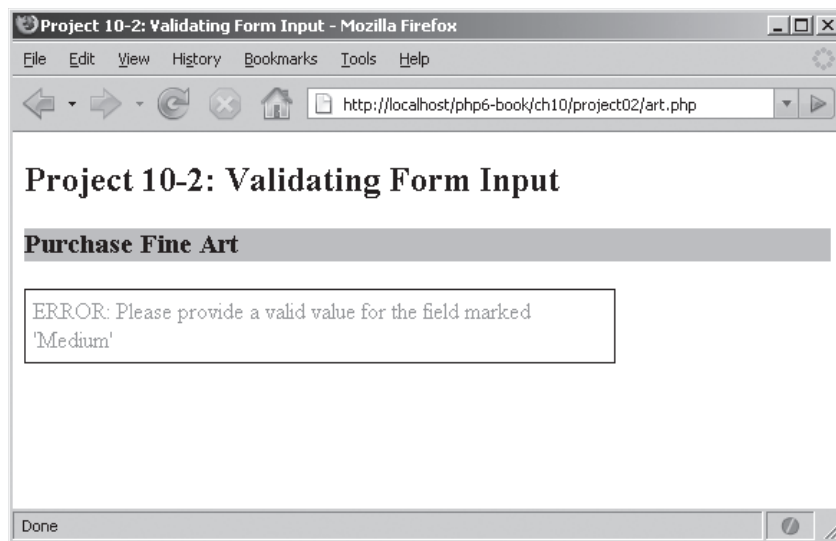 Project 10-2: Validating Form Input - Mozilla Firefox
File Edit View History Bookmarks Tools Help
http://localhost/php6-book/ch10/project02/art.php
Project 10-2: Validating Form Input
Purchase Fine Art
ERROR: Please provide a valid value for the field marked
'Medium'
Done